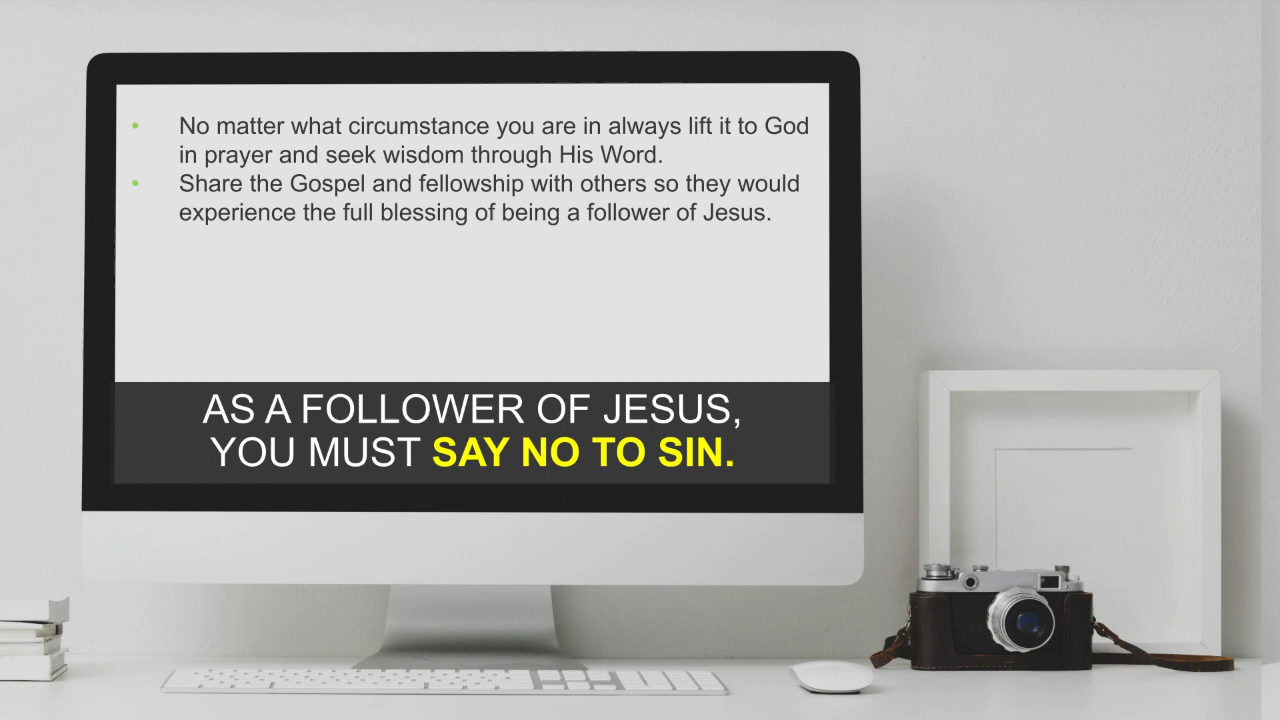 • No matter what circumstance you are in always lift it to God
in prayer and seek wisdom through His Word.
• Share the Gospel and fellowship with others so they would
experience the full blessing of being a follower of Jesus.
AS A FOLLOWER OF JESUS,
YOU MUST SAY NO TO SIN.